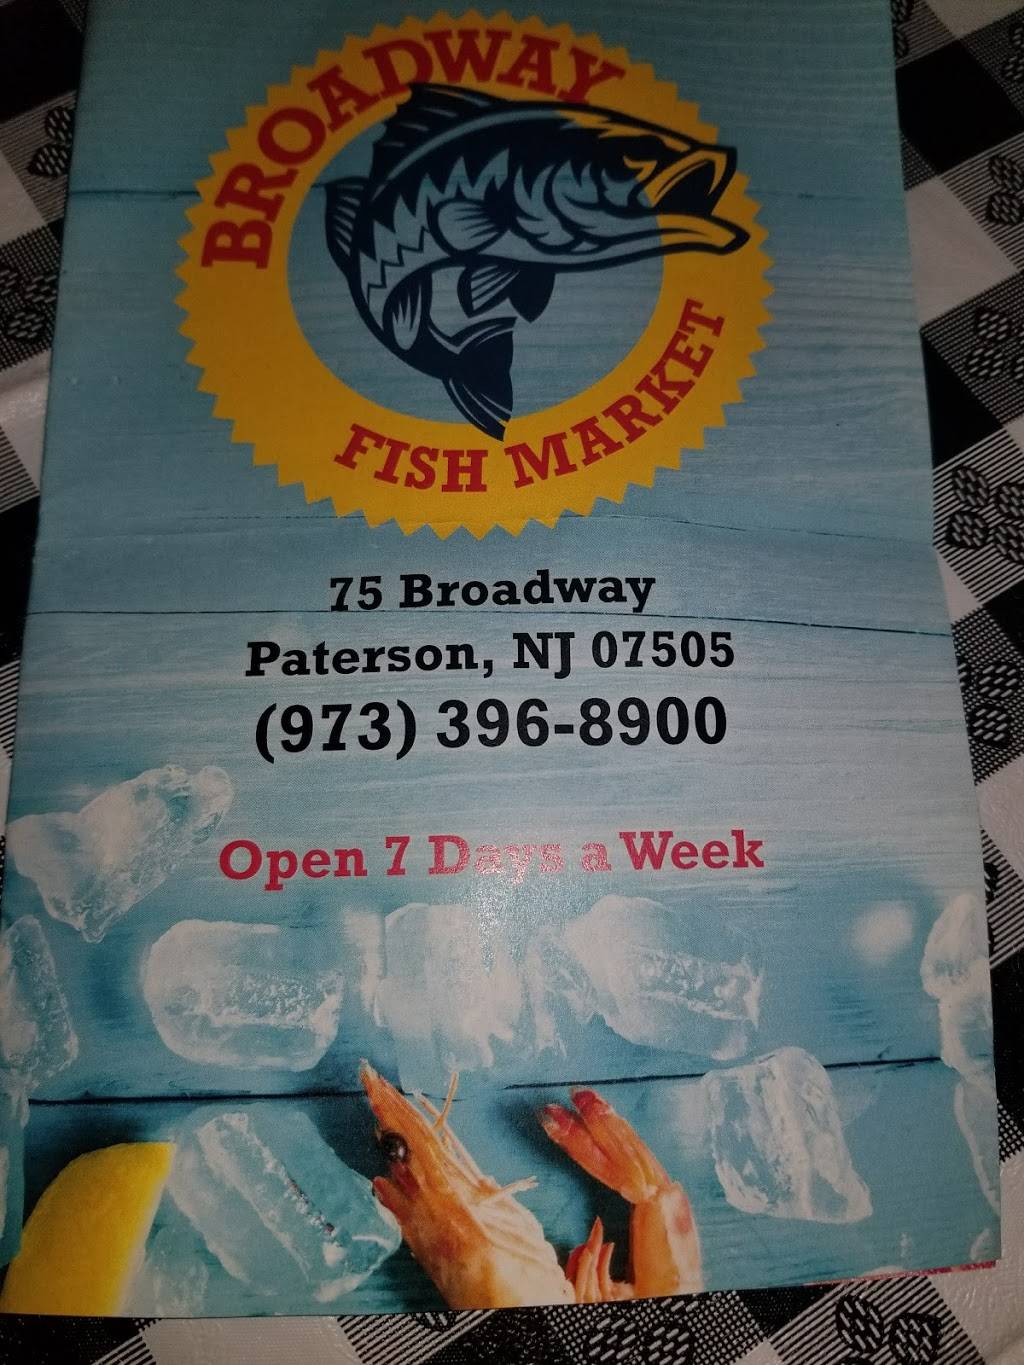 BROADWAY
FISH MARKET
75 Broadway
Paterson, NJ 07505
(973) 396-8900
Open 7 Days a Week